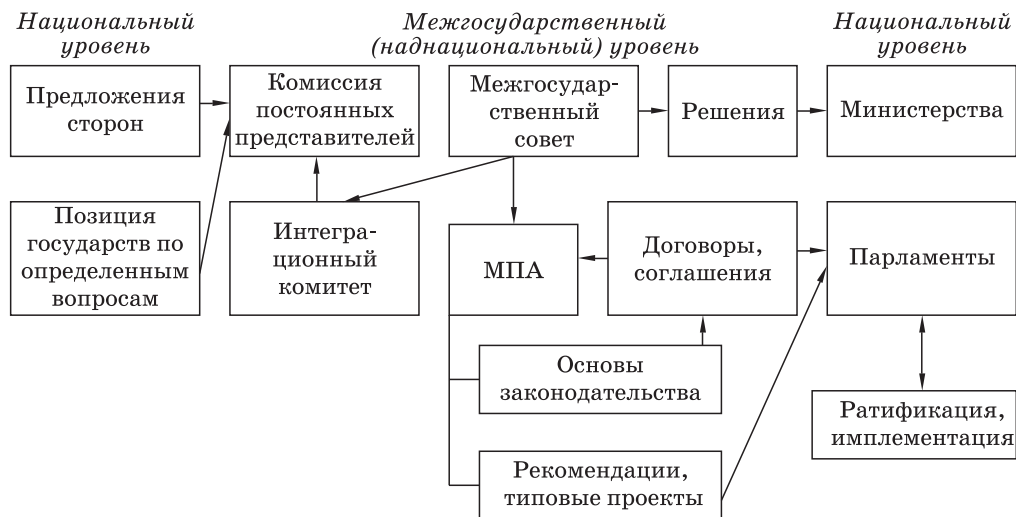 Национальный
уровень
Межгосударственный
(наднациональный) уровень
Национальный
уровень
Предложения
сторон
Комиссия
постоянных
представителей
Межгосудар-
ственный
совет
Решения
Министерства
Позиция
государств по
определенным
вопросам
Интегра-
ционный
комитет
МПА
Договоры,
соглашения
Парламенты
Основы
законодательства
Ратификация,
имплементация
Рекомендации,
типовые проекты